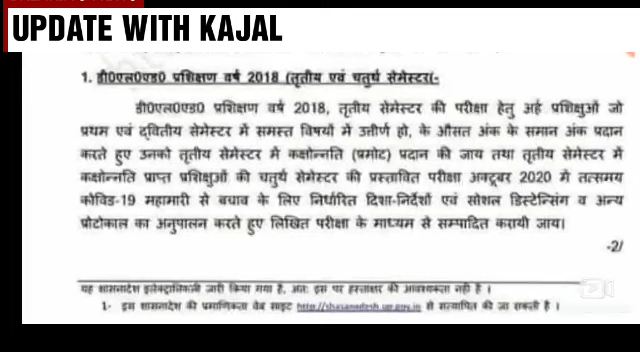 UPDATE WITH KAJAL
1. डी0एल0एड0 प्रशिक्षण वर्ष 2018 (तृतीय एवं चतुर्थ सेमेस्टर(-
डी0एल0एड0 प्रशिक्षण वर्ष 2018, तृतीय सेमेस्टर की परीक्षा हेतु अर्ह प्रशिक्षुओं जो
प्रथम एवं द्वितीय सेमेस्टर में समस्त विषयों में उत्तीर्ण हो, के औसत अंक के समान अंक प्रदान
करते हुए उनको तृतीय सेमेस्टर में कक्षोन्नति (प्रमोट) प्रदान की जाय तथा तृतीय सेमेस्टर में
कक्षोन्नति प्राप्त प्रशिक्षुओं की चतुर्थ सेमेस्टर की प्रस्तावित परीक्षा अक्टूबर 2020 में तत्समय
कोविड-19 महामारी से बचाव के लिए निर्धारित दिशा-निर्देशों एवं सोशल डिस्टेन्सिंग व अन्य
प्रोटोकाल का अनुपालन करते हुए लिखित परीक्षा के माध्यम से सम्पादित करायी जाय।
-2/
यह शासनादेश इलेक्ट्रानिकली जारी किया गया है, अतः इस पर हस्ताक्षर की आवश्यकता नही है ।
1- इस शासनादेश की प्रमाणिकता वेब साइट http://shasanadesh.up.gov.in से सत्यापित की जा सकती है ।